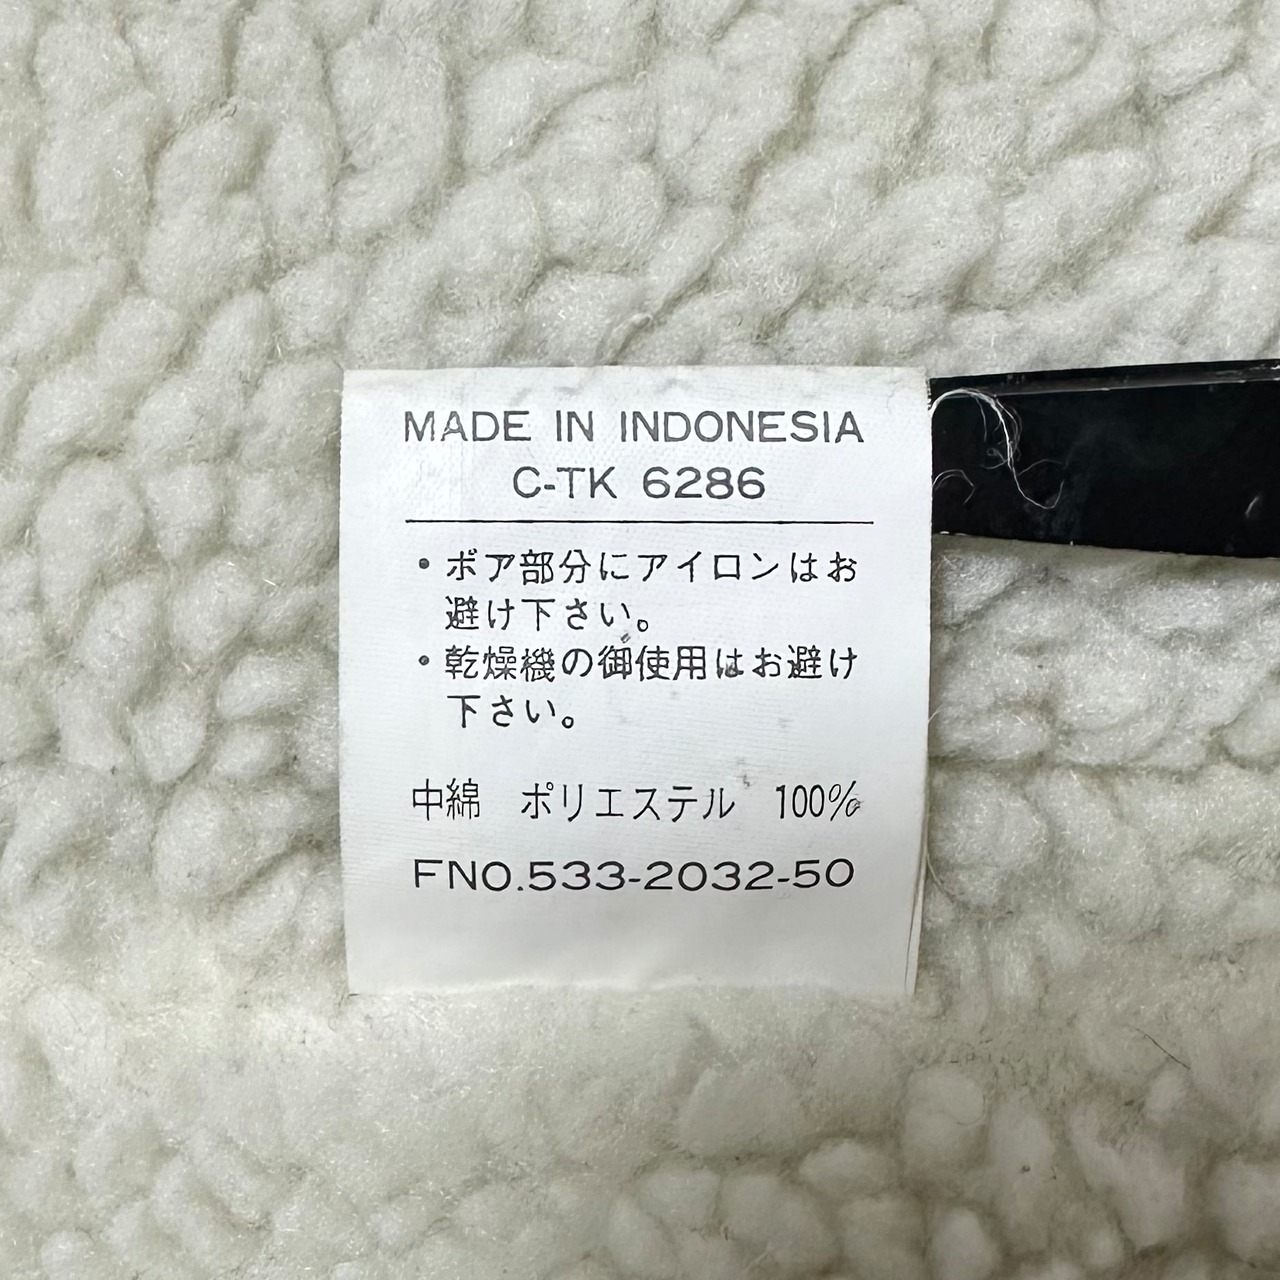 MADE IN INDONESIA
C-TK 6286
・ボア部分にアイロンはお
避け下さい。
・乾燥機の御使用はお避け
下さい。
中綿 ポリエステル 100%
FNO.533-2032-50